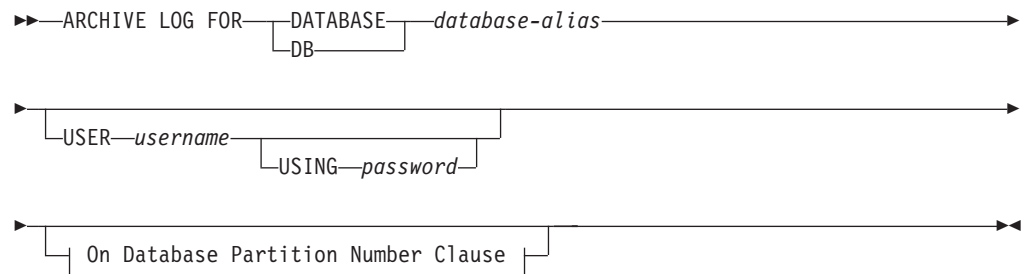 ARCHIVE LOG FOR DATABASE database-alias
DB
USER username
USING password
On Database Partition Number Clause